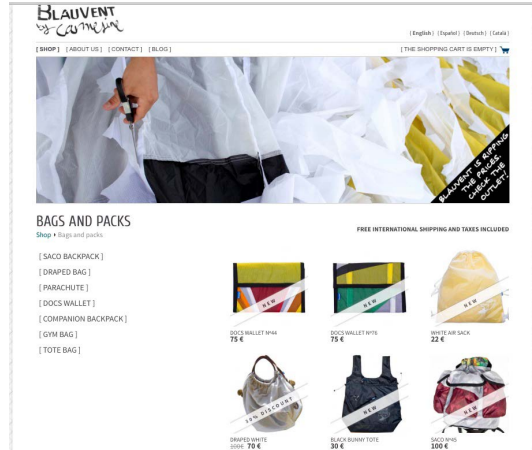 BLAUVENT
by Carmesine
[ English ] [ Español ] [ Deutsch ] [ Català ]
[ SHOP ] [ ABOUT US ] [ CONTACT ] [ BLOG ]
[ THE SHOPPING CART IS EMPTY ]
BLAUVENT IS RIPPING
THE PRICES.
CHECK THE
OUTLET!
BAGS AND PACKS
Shop Bags and packs
FREE INTERNATIONAL SHIPPING AND TAXES INCLUDED
[ SACO BACKPACK ]
[ DRAPED BAG ]
[ PARACHUTE ]
[ DOCS WALLET ]
[ COMPANION BACKPACK ]
[ GYM BAG ]
[ TOTE BAG ]
NEW
DOCS WALLET Nº44
75 €
NEW
DOCS WALLET Nº76
75 €
NEW
WHITE AIR SACK
22 €
30% DISCOUNT
DRAPED WHITE
100€ 70 €
NEW
BLACK BUNNY TOTE
30 €
NEW
SACO Nº45
100 €